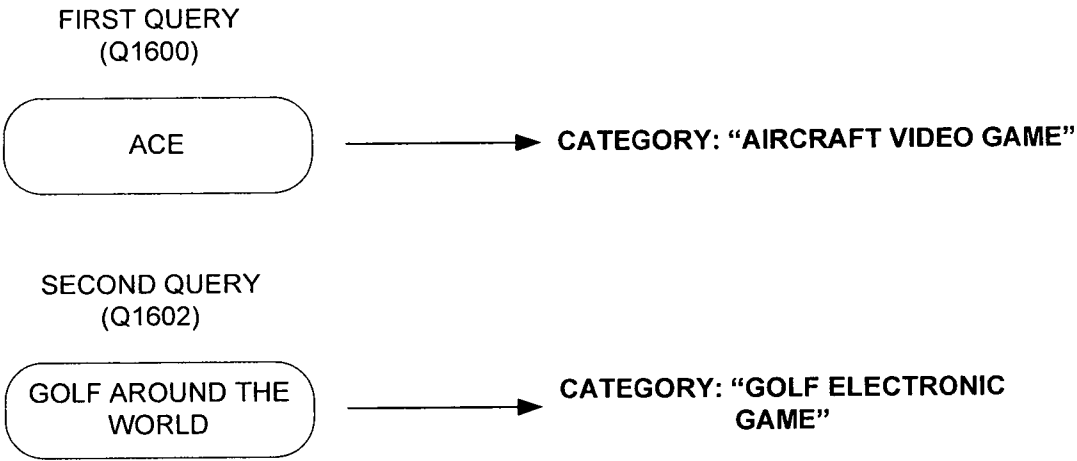 FIRST QUERY
(Q1600)
ACE
CATEGORY: “AIRCRAFT VIDEO GAME”
SECOND QUERY
(Q1602)
GOLF AROUND THE
WORLD
CATEGORY: “GOLF ELECTRONIC
GAME”